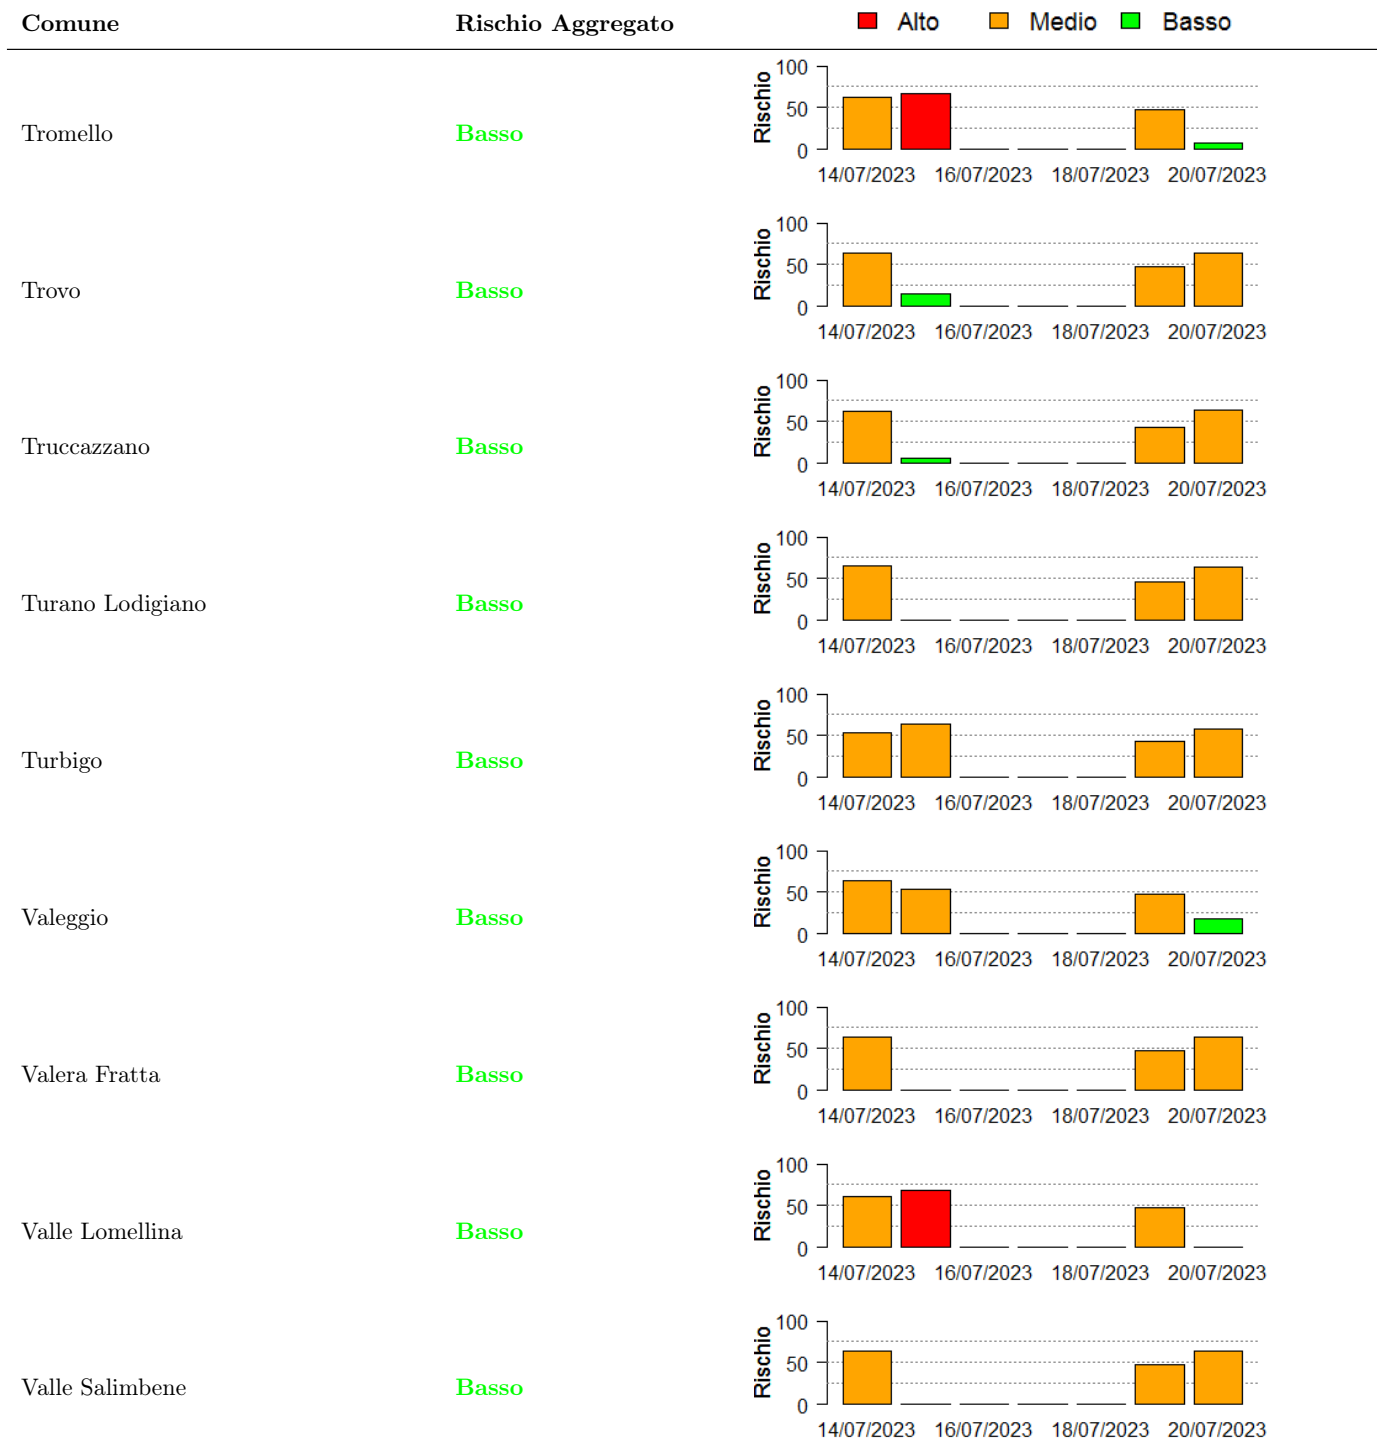 Comune Rischio Aggregato Alto Medio Basso
Tromello Basso Rischio 100 50 0
14/07/2023 16/07/2023 18/07/2023 20/07/2023
Trovo Basso Rischio 100 50 0
14/07/2023 16/07/2023 18/07/2023 20/07/2023
Truccazzano Basso Rischio 100 50 0
14/07/2023 16/07/2023 18/07/2023 20/07/2023
Turano Lodigiano Basso Rischio 100 50 0
14/07/2023 16/07/2023 18/07/2023 20/07/2023
Turbigo Basso Rischio 100 50 0
14/07/2023 16/07/2023 18/07/2023 20/07/2023
Valeggio Basso Rischio 100 50 0
14/07/2023 16/07/2023 18/07/2023 20/07/2023
Valera Fratta Basso Rischio 100 50 0
14/07/2023 16/07/2023 18/07/2023 20/07/2023
Valle Lomellina Basso Rischio 100 50 0
14/07/2023 16/07/2023 18/07/2023 20/07/2023
Valle Salimbene Basso Rischio 100 50 0
14/07/2023 16/07/2023 18/07/2023 20/07/2023